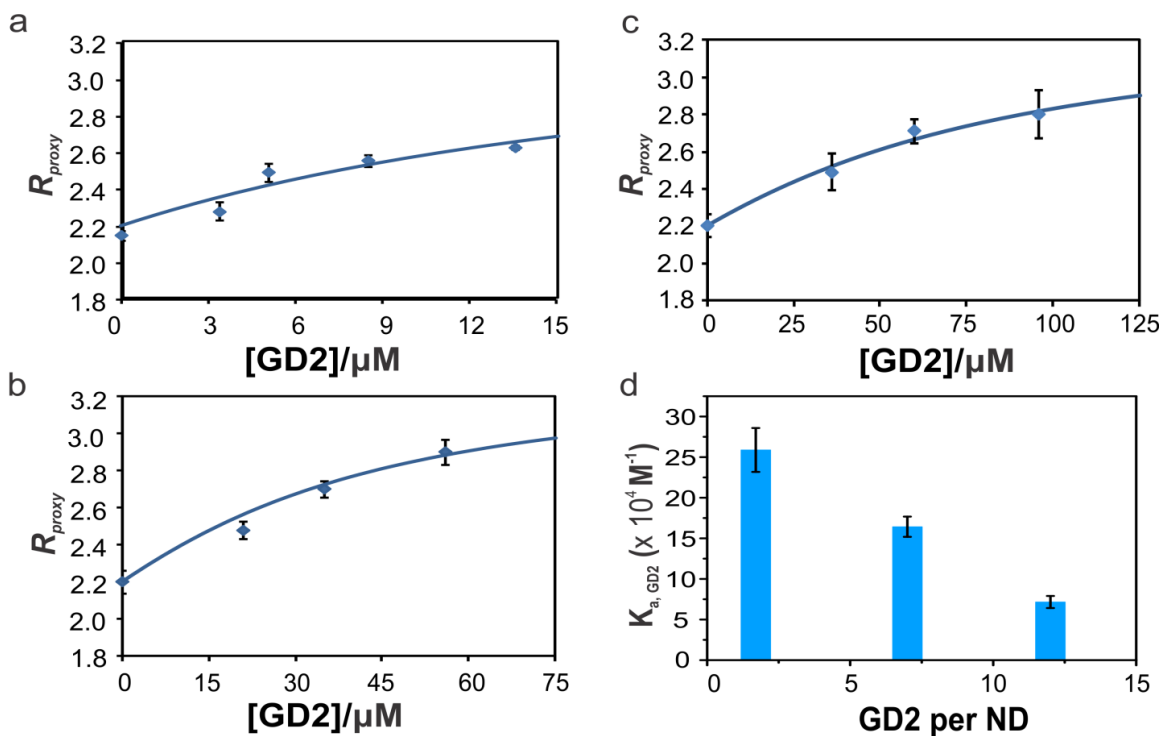 a
3.2
3.0
2.8
2.6
2.4
2.2
2.0
1.8
R_proxy
0 3 6 9 12 15
[GD2]/µM
b
3.2
3.0
2.8
2.6
2.4
2.2
2.0
1.8
R_proxy
0 15 30 45 60 75
[GD2]/µM
c
3.2
3.0
2.8
2.6
2.4
2.2
2.0
1.8
R_proxy
0 25 50 75 100 125
[GD2]/µM
d
30
25
20
15
10
5
0
K_a, GD2 (x 10⁴ M⁻¹)
0 5 10 15
GD2 per ND